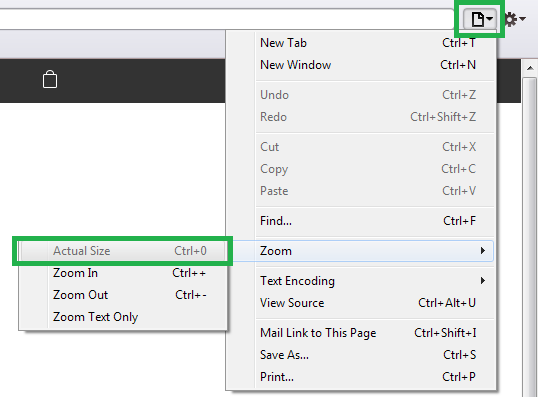 New Tab Ctrl+T
New Window Ctrl+N
Undo Ctrl+Z
Redo Ctrl+Shift+Z
Cut Ctrl+X
Copy Ctrl+C
Paste Ctrl+V
Find... Ctrl+F
Zoom
Actual Size Ctrl+0
Zoom In Ctrl++
Zoom Out Ctrl+-
Zoom Text Only
Text Encoding
View Source Ctrl+Alt+U
Mail Link to This Page Ctrl+Shift+I
Save As... Ctrl+S
Print... Ctrl+P